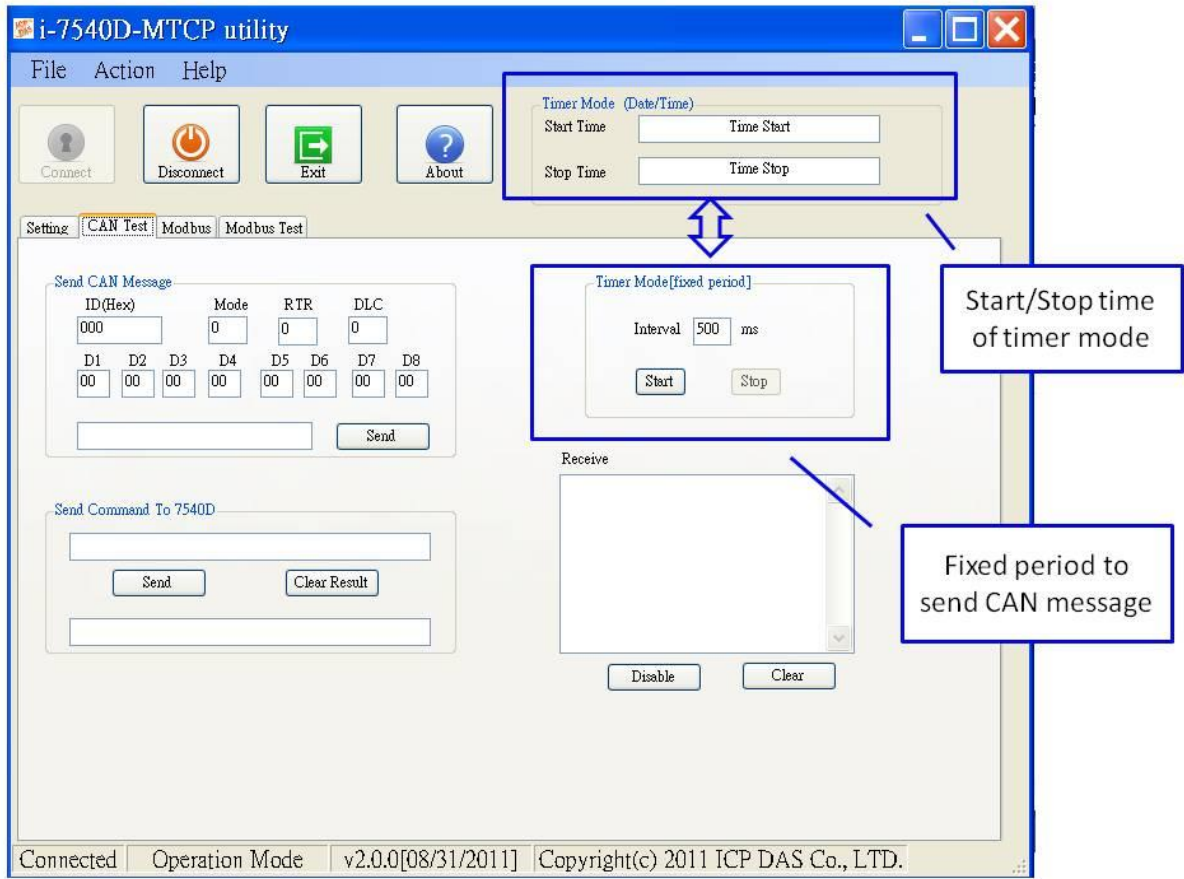 i-7540D-MTCP utility
File Action Help
Connect
Disconnect
Exit
About
Timer Mode (Date/Time)
Start Time
Time Start
Stop Time
Time Stop
Setting
CAN Test
Modbus
Modbus Test
Send CAN Message
ID(Hex) Mode RTR DLC
000 0 0 0
D1 D2 D3 D4 D5 D6 D7 D8
00 00 00 00 00 00 00 00
Send
Timer Mode[fixed period]
Interval 500 ms
Start
Stop
Start/Stop time
of timer mode
Send Command To 7540D
Send
Clear Result
Receive
Disable
Clear
Fixed period to
send CAN message
Connected
Operation Mode
v2.0.0[08/31/2011]
Copyright(c) 2011 ICP DAS Co., LTD.